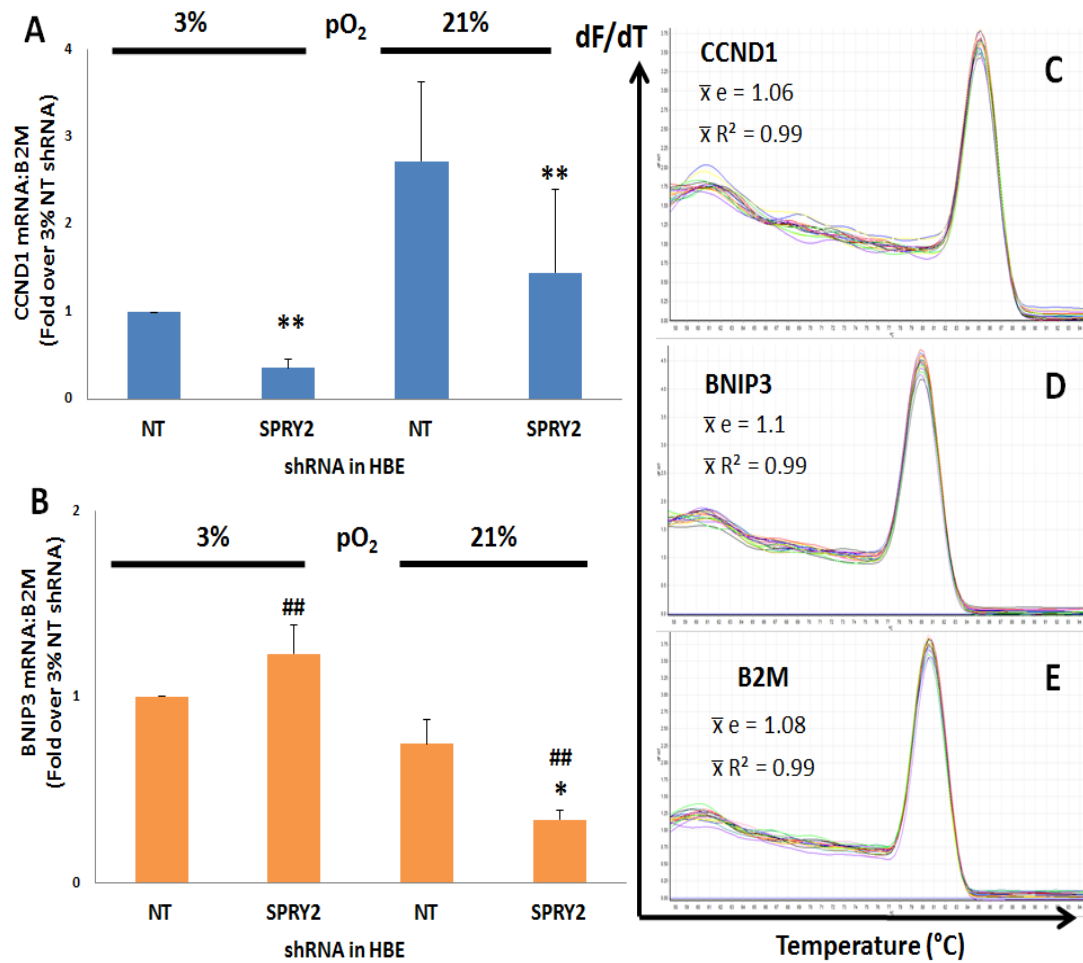 A
3% pO₂ 21%
4
3
2
1
0
CCND1 mRNA:B2M
(Fold over 3% NT shRNA)
**
**
NT SPRY2 NT SPRY2
shRNA in HBE
B
3% pO₂ 21%
2
1
0
BNIP3 mRNA:B2M
(Fold over 3% NT shRNA)
##
##
*
NT SPRY2 NT SPRY2
shRNA in HBE
dF/dT
CCND1
x̅ e = 1.06
x̅ R² = 0.99
C
BNIP3
x̅ e = 1.1
x̅ R² = 0.99
D
B2M
x̅ e = 1.08
x̅ R² = 0.99
E
Temperature (°C)